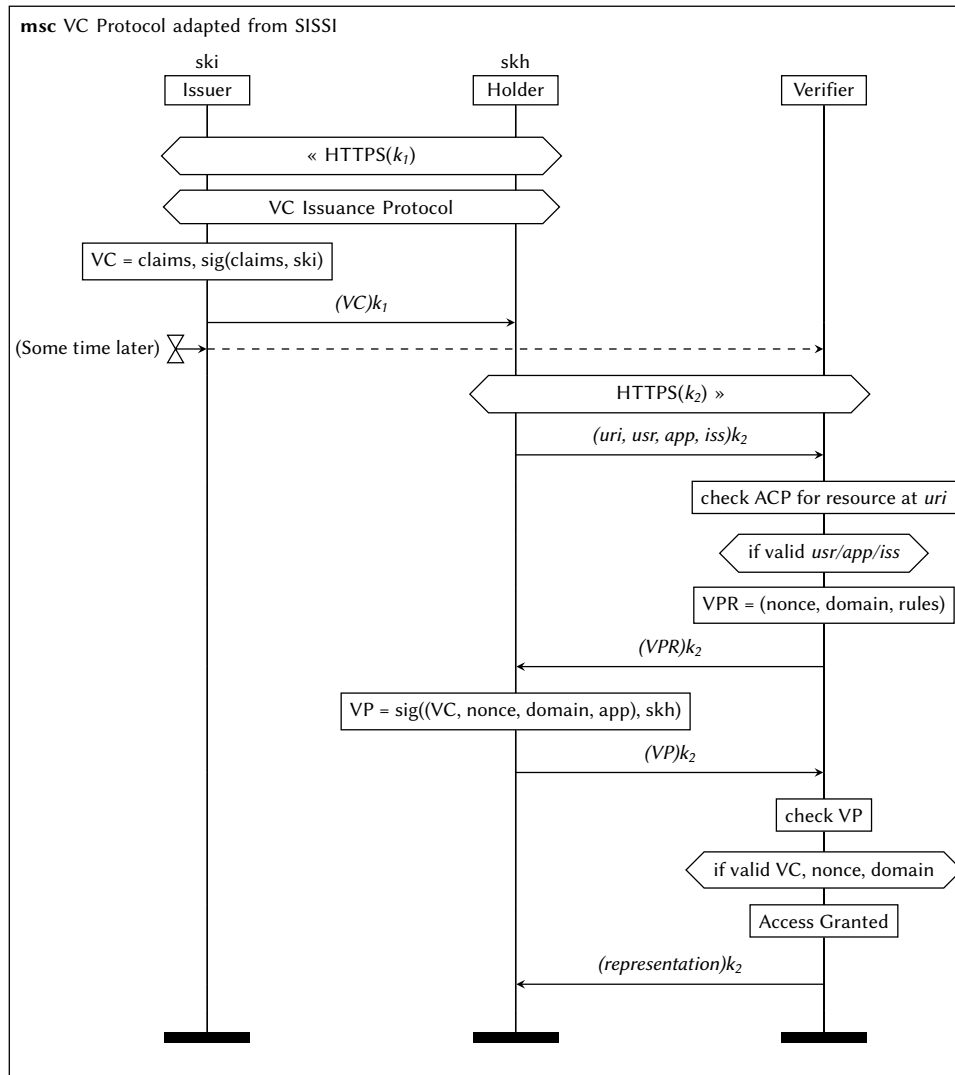 msc VC Protocol adapted from SISSI
ski
skh
Issuer
Holder
Verifier
« HTTPS(k₁)
VC Issuance Protocol
VC = claims, sig(claims, ski)
(VC)k₁
(Some time later)
HTTPS(k₂) »
(uri, usr, app, iss)k₂
check ACP for resource at uri
if valid usr/app/iss
VPR = (nonce, domain, rules)
(VPR)k₂
VP = sig((VC, nonce, domain, app), skh)
(VP)k₂
check VP
if valid VC, nonce, domain
Access Granted
(representation)k₂